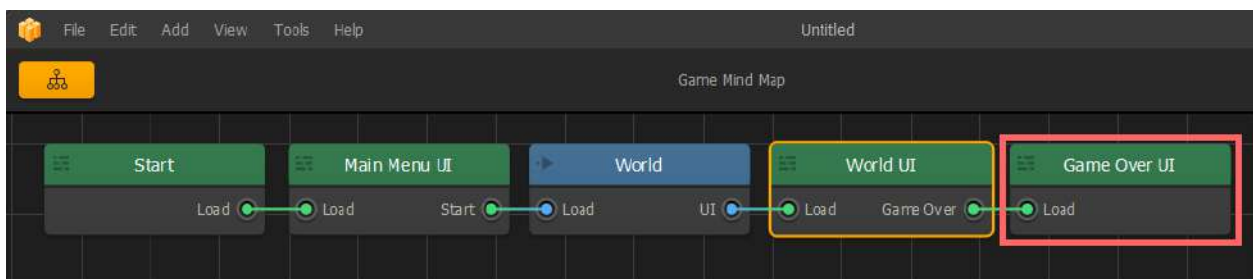 File Edit Add View Tools Help Untitled
Game Mind Map
Start Main Menu UI World World UI Game Over UI
Load Load Start Load UI Load Game Over Load